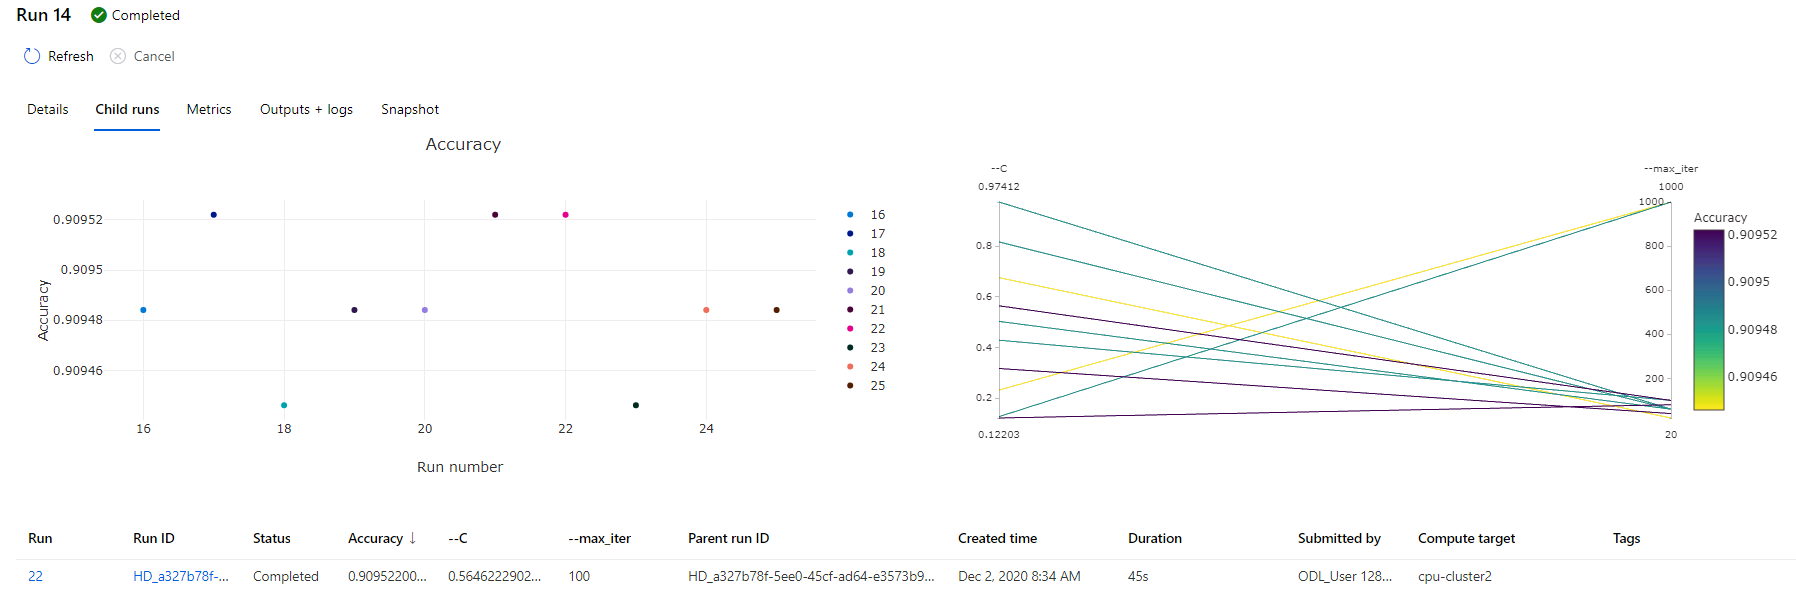 Run 14 Completed
Refresh Cancel
Details Child runs Metrics Outputs + logs Snapshot
Accuracy
Accuracy
0.90952
0.9095
0.90948
0.90946
16 18 20 22 24
Run number
16
17
18
19
20
21
22
23
24
25
--C
0.97412
0.8
0.6
0.4
0.2
0.12203
--max_iter
1000
1000
800
600
400
200
20
Accuracy
0.90952
0.9095
0.90948
0.90946
Run Run ID Status Accuracy ↓ --C --max_iter Parent run ID Created time Duration Submitted by Compute target Tags
22 HD_a327b78f-... Completed 0.90952200... 0.5646222902... 100 HD_a327b78f-5ee0-45cf-ad64-e3573b9... Dec 2, 2020 8:34 AM 45s ODL_User 128... cpu-cluster2